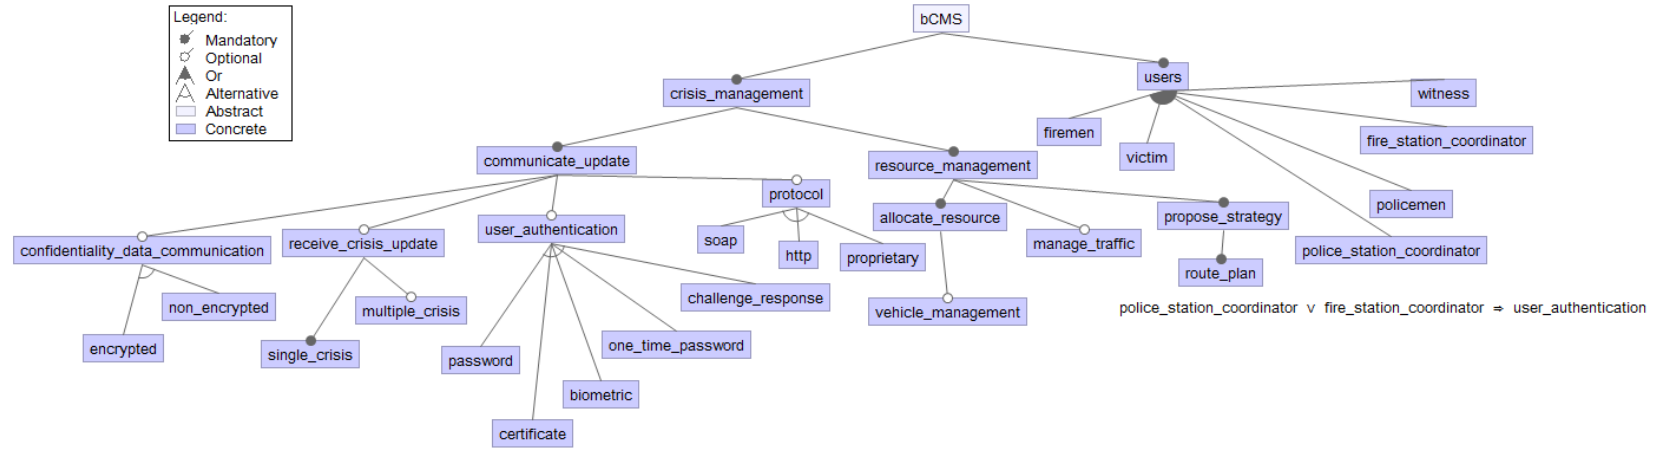 Legend:
Mandatory
Optional
Or
Alternative
Abstract
Concrete
bCMS
crisis_management
users
witness
firemen
fire_station_coordinator
victim
communicate_update
resource_management
policemen
protocol
allocate_resource
propose_strategy
confidentiality_data_communication
receive_crisis_update
user_authentication
soap
http
proprietary
manage_traffic
police_station_coordinator
route_plan
non_encrypted
multiple_crisis
challenge_response
vehicle_management
police_station_coordinator ∨ fire_station_coordinator ⇒ user_authentication
encrypted
single_crisis
password
one_time_password
biometric
certificate